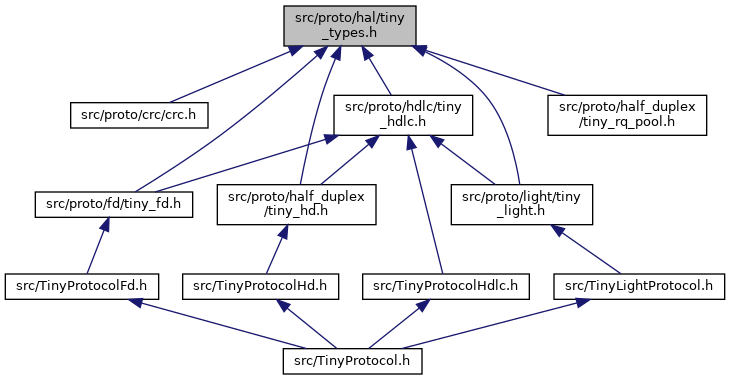 src/proto/hal/tiny
_types.h
src/proto/crc/crc.h
src/proto/hdlc/tiny
_hdlc.h
src/proto/half_duplex
/tiny_rq_pool.h
src/proto/fd/tiny_fd.h
src/proto/half_duplex
/tiny_hd.h
src/proto/light/tiny
_light.h
src/TinyProtocolFd.h
src/TinyProtocolHd.h
src/TinyProtocolHdlc.h
src/TinyLightProtocol.h
src/TinyProtocol.h